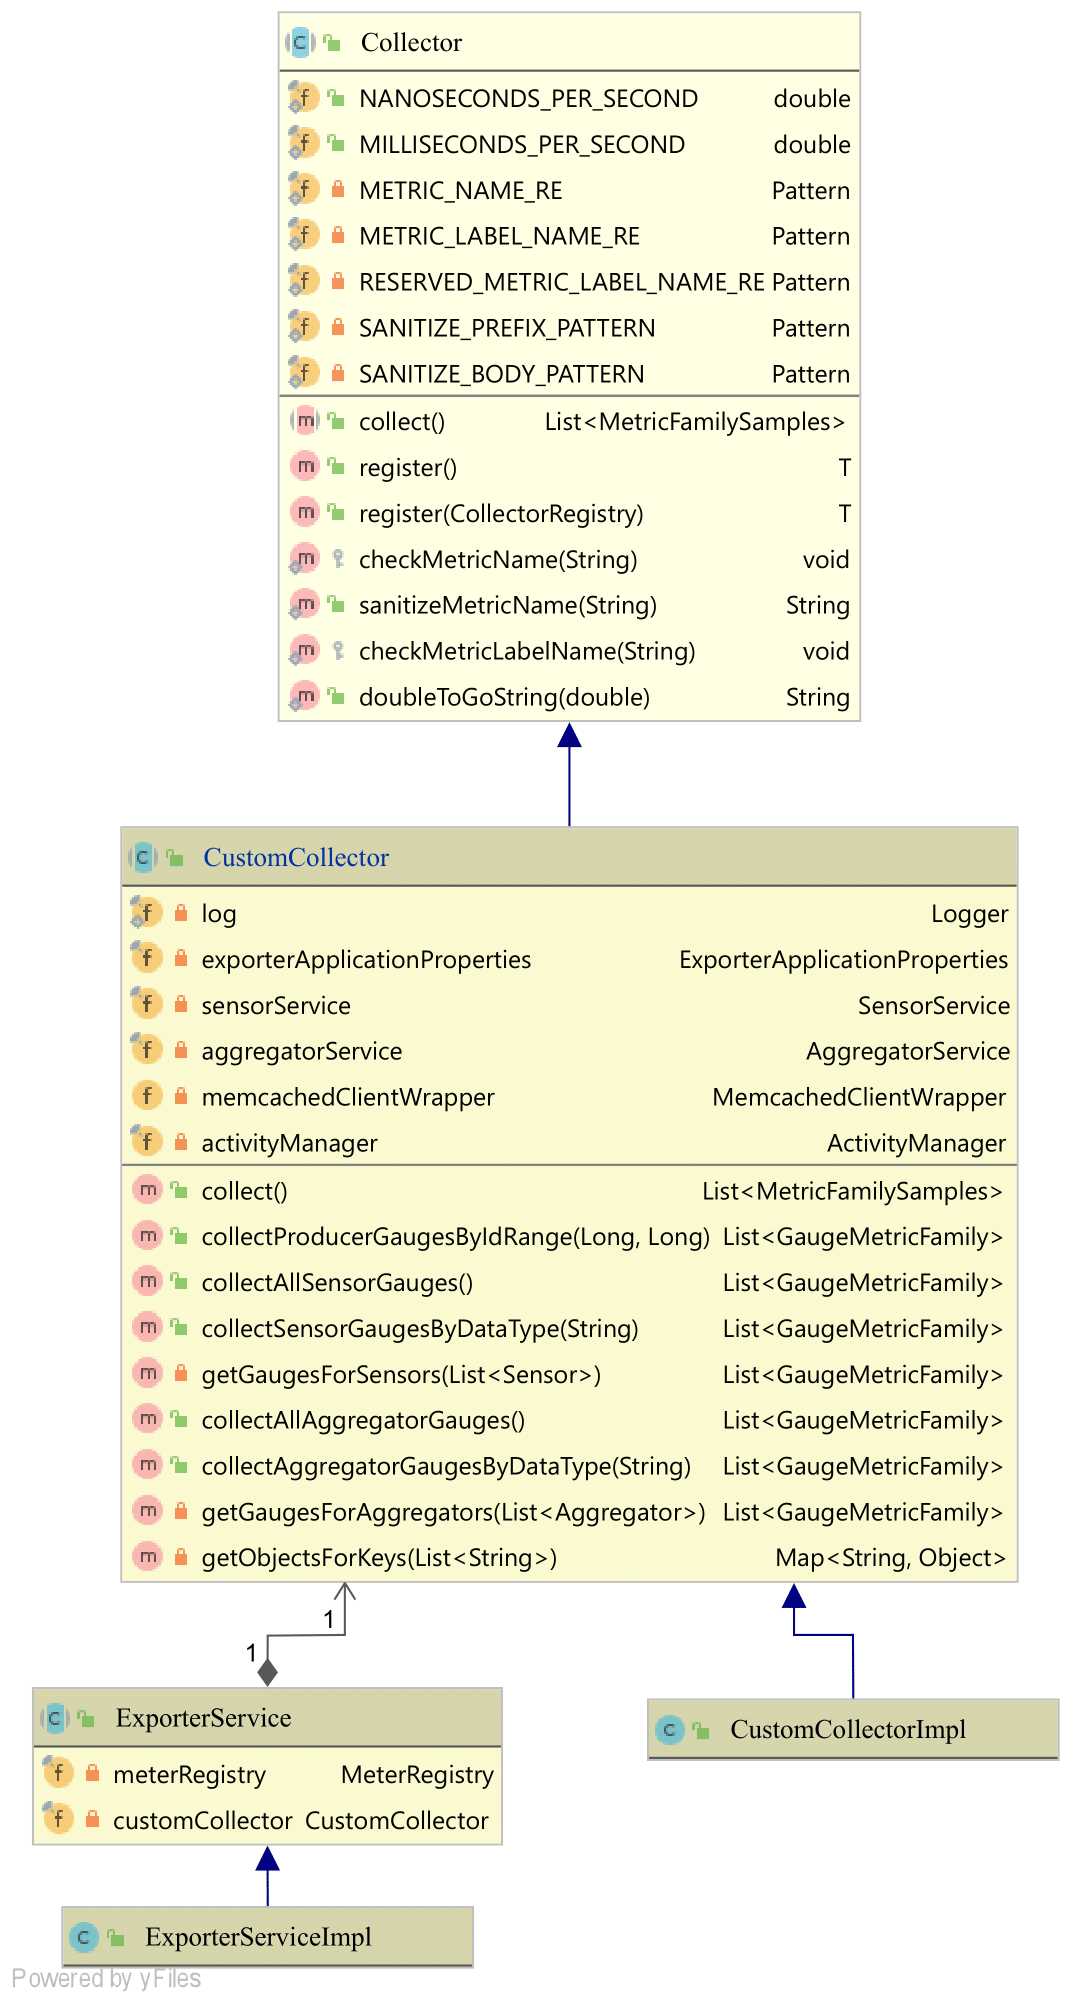 Collector
NANOSECONDS_PER_SECOND double
MILLISECONDS_PER_SECOND double
METRIC_NAME_RE Pattern
METRIC_LABEL_NAME_RE Pattern
RESERVED_METRIC_LABEL_NAME_RE Pattern
SANITIZE_PREFIX_PATTERN Pattern
SANITIZE_BODY_PATTERN Pattern
collect() List<MetricFamilySamples>
register() T
register(CollectorRegistry) T
checkMetricName(String) void
sanitizeMetricName(String) String
checkMetricLabelName(String) void
doubleToGoString(double) String
CustomCollector
log Logger
exporterApplicationProperties ExporterApplicationProperties
sensorService SensorService
aggregatorService AggregatorService
memcachedClientWrapper MemcachedClientWrapper
activityManager ActivityManager
collect() List<MetricFamilySamples>
collectProducerGaugesByIdRange(Long, Long) List<GaugeMetricFamily>
collectAllSensorGauges() List<GaugeMetricFamily>
collectSensorGaugesByDataType(String) List<GaugeMetricFamily>
getGaugesForSensors(List<Sensor>) List<GaugeMetricFamily>
collectAllAggregatorGauges() List<GaugeMetricFamily>
collectAggregatorGaugesByDataType(String) List<GaugeMetricFamily>
getGaugesForAggregators(List<Aggregator>) List<GaugeMetricFamily>
getObjectsForKeys(List<String>) Map<String, Object>
1
1
ExporterService
meterRegistry MeterRegistry
customCollector CustomCollector
CustomCollectorImpl
ExporterServiceImpl
Powered by yFiles